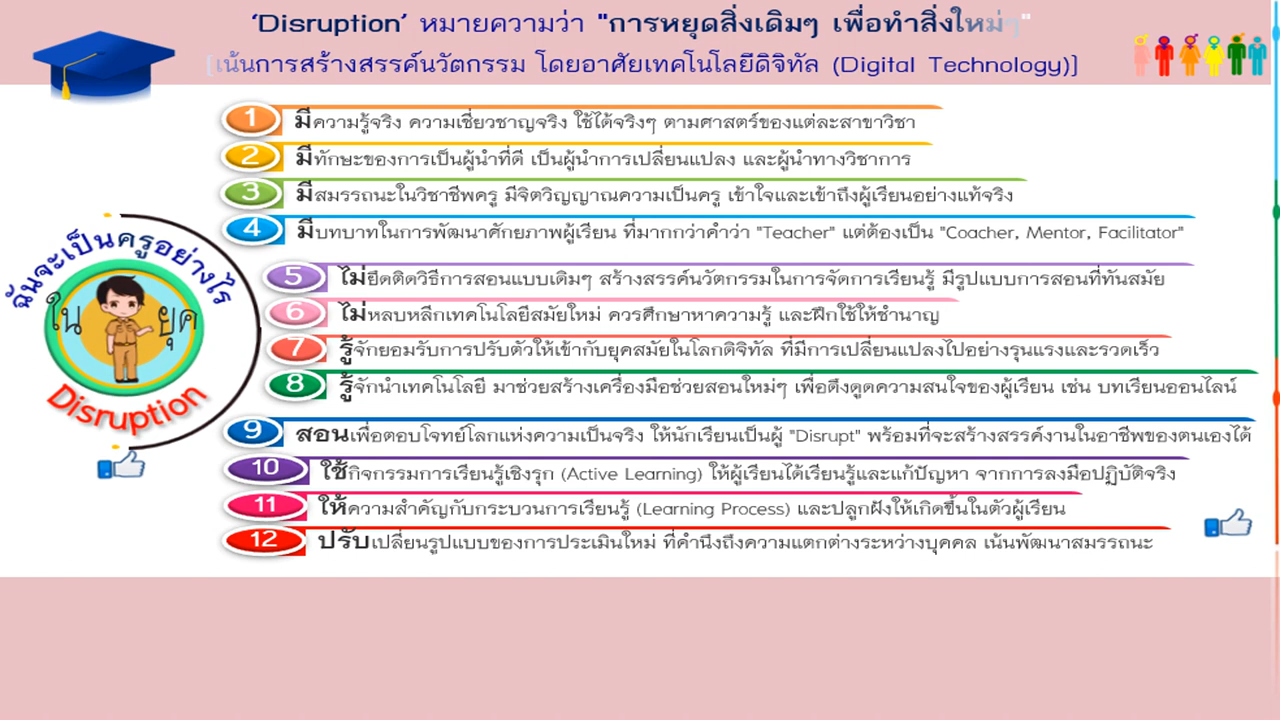 ‘Disruption’ หมายความว่า "การหยุดสิ่งเดิมๆ เพื่อทำสิ่งใหม่ๆ"
[เน้นการสร้างสรรค์นวัตกรรม โดยอาศัยเทคโนโลยีดิจิทัล (Digital Technology)]
1 มีความรู้จริง ความเชี่ยวชาญจริง ใช้ได้จริงๆ ตามศาสตร์ของแต่ละสาขาวิชา
2 มีทักษะของการเป็นผู้นำที่ดี เป็นผู้นำการเปลี่ยนแปลง และผู้นำทางวิชาการ
3 มีสมรรถนะในวิชาชีพครู มีจิตวิญญาณความเป็นครู เข้าใจและเข้าถึงผู้เรียนอย่างแท้จริง
4 มีบทบาทในการพัฒนาศักยภาพผู้เรียน ที่มากกว่าคำว่า "Teacher" แต่ต้องเป็น "Coacher, Mentor, Facilitator"
ฉันจะเป็นครูอย่างไร
ใน ยุค
Disruption
5 ไม่ยึดติดวิธีการสอนแบบเดิมๆ สร้างสรรค์นวัตกรรมในการจัดการเรียนรู้ มีรูปแบบการสอนที่ทันสมัย
6 ไม่หลบหลีกเทคโนโลยีสมัยใหม่ ควรศึกษาหาความรู้ และฝึกใช้ให้ชำนาญ
7 รู้จักยอมรับการปรับตัวให้เข้ากับยุคสมัยในโลกดิจิทัล ที่มีการเปลี่ยนแปลงไปอย่างรุนแรงและรวดเร็ว
8 รู้จักนำเทคโนโลยี มาช่วยสร้างเครื่องมือช่วยสอนใหม่ๆ เพื่อดึงดูดความสนใจของผู้เรียน เช่น บทเรียนออนไลน์
9 สอนเพื่อตอบโจทย์โลกแห่งความเป็นจริง ให้นักเรียนเป็นผู้ "Disrupt" พร้อมที่จะสร้างสรรค์งานในอาชีพของตนเองได้
10 ใช้กิจกรรมการเรียนรู้เชิงรุก (Active Learning) ให้ผู้เรียนได้เรียนรู้และแก้ปัญหา จากการลงมือปฏิบัติจริง
11 ให้ความสำคัญกับกระบวนการเรียนรู้ (Learning Process) และปลูกฝังให้เกิดขึ้นในตัวผู้เรียน
12 ปรับเปลี่ยนรูปแบบของการประเมินใหม่ ที่คำนึงถึงความแตกต่างระหว่างบุคคล เน้นพัฒนาสมรรถนะ